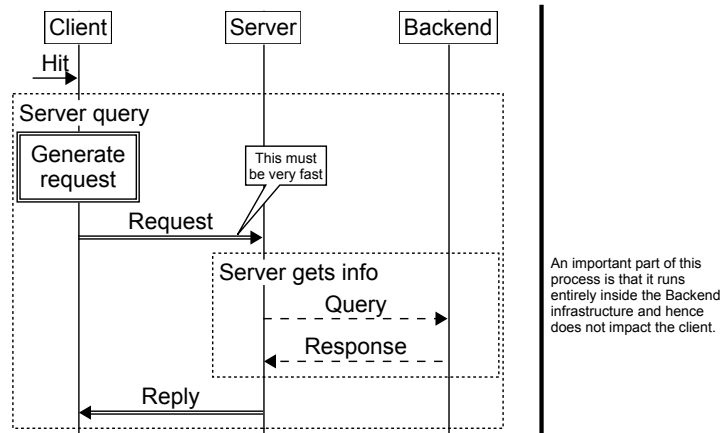 Client
Server
Backend
Hit
Server query
Generate
request
This must
be very fast
Request
Server gets info
Query
Response
Reply
An important part of this
process is that it runs
entirely inside the Backend
infrastructure and hence
does not impact the client.